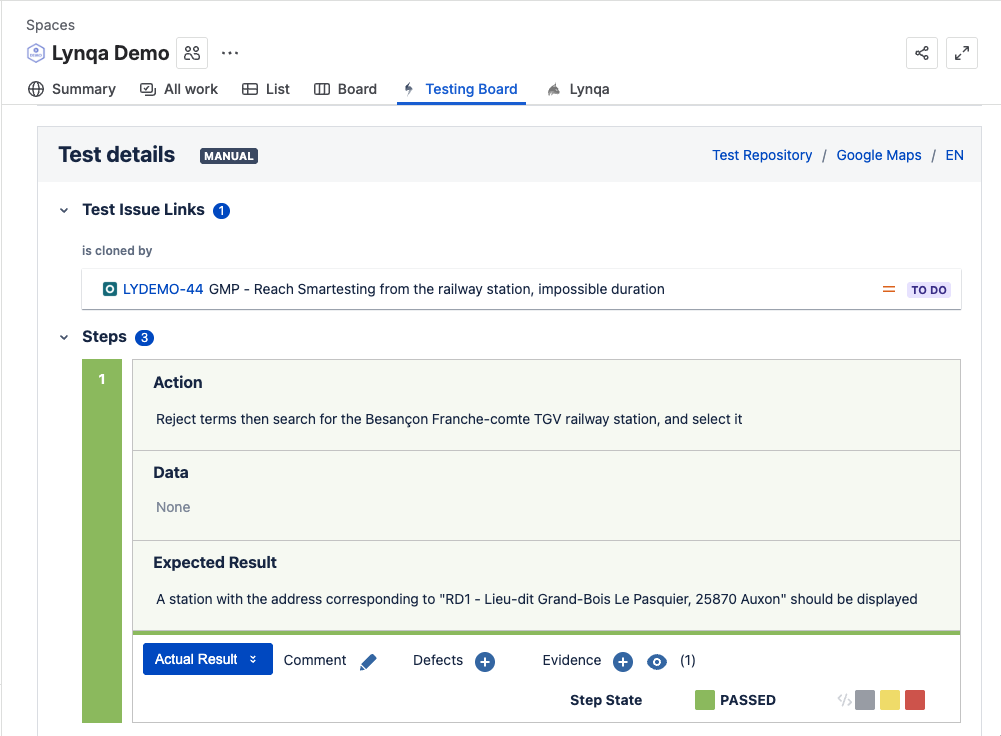 Spaces
Lynqa Demo
Summary All work List Board Testing Board Lynqa
Test details MANUAL Test Repository / Google Maps / EN
Test Issue Links 1
is cloned by
LYDEMO-44 GMP - Reach Smartesting from the railway station, impossible duration TO DO
Steps 3
1
Action
Reject terms then search for the Besançon Franche-comte TGV railway station, and select it
Data
None
Expected Result
A station with the address corresponding to "RD1 - Lieu-dit Grand-Bois Le Pasquier, 25870 Auxon" should be displayed
Actual Result Comment Defects Evidence (1)
Step State PASSED </>